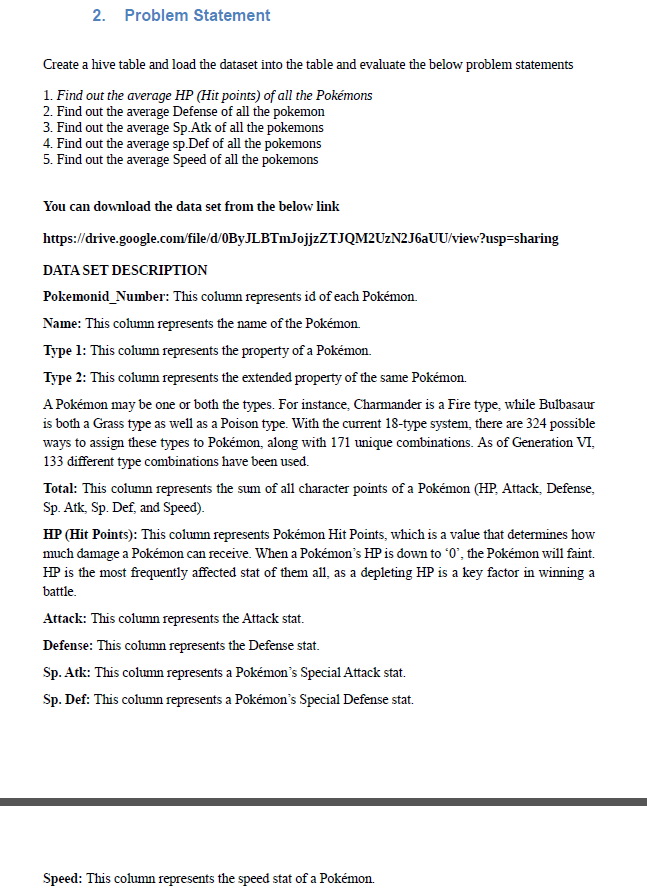 2. Problem Statement
Create a hive table and load the dataset into the table and evaluate the below problem statements
1. Find out the average HP (Hit points) of all the Pokémons
2. Find out the average Defense of all the pokemon
3. Find out the average Sp.Atk of all the pokemons
4. Find out the average sp.Def of all the pokemons
5. Find out the average Speed of all the pokemons
You can download the data set from the below link
https://drive.google.com/file/d/0ByJLBTmJojjzZTJQM2UzN2J6aUU/view?usp=sharing
DATA SET DESCRIPTION
Pokemonid_Number: This column represents id of each Pokémon.
Name: This column represents the name of the Pokémon.
Type 1: This column represents the property of a Pokémon.
Type 2: This column represents the extended property of the same Pokémon.
A Pokémon may be one or both the types. For instance, Charmander is a Fire type, while Bulbasaur
is both a Grass type as well as a Poison type. With the current 18-type system, there are 324 possible
ways to assign these types to Pokémon, along with 171 unique combinations. As of Generation VI,
133 different type combinations have been used.
Total: This column represents the sum of all character points of a Pokémon (HP, Attack, Defense,
Sp. Atk, Sp. Def, and Speed).
HP (Hit Points): This column represents Pokémon Hit Points, which is a value that determines how
much damage a Pokémon can receive. When a Pokémon’s HP is down to ‘0’, the Pokémon will faint.
HP is the most frequently affected stat of them all, as a depleting HP is a key factor in winning a
battle.
Attack: This column represents the Attack stat.
Defense: This column represents the Defense stat.
Sp. Atk: This column represents a Pokémon’s Special Attack stat.
Sp. Def: This column represents a Pokémon’s Special Defense stat.
Speed: This column represents the speed stat of a Pokémon.